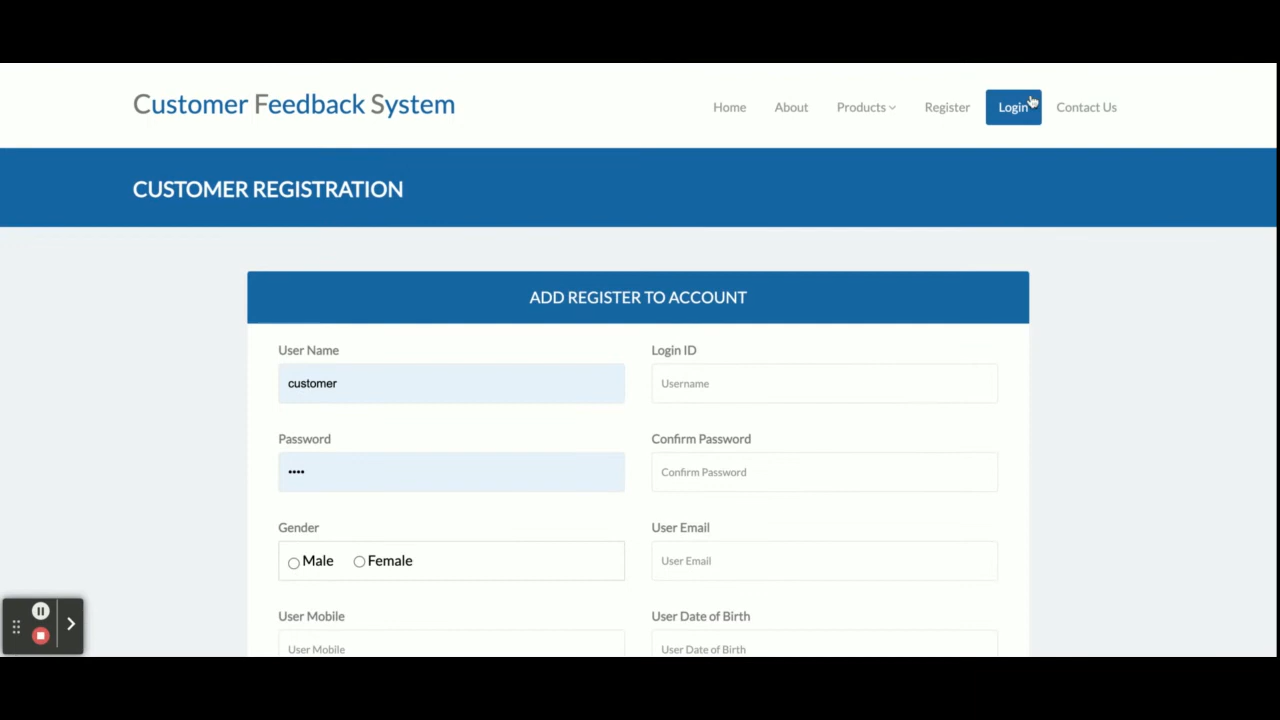 Customer Feedback System
Home About Products Register Login Contact Us
CUSTOMER REGISTRATION
ADD REGISTER TO ACCOUNT
User Name Login ID
customer Username
Password Confirm Password
•••• Confirm Password
Gender User Email
Male Female User Email
User Mobile User Date of Birth
User Mobile User Date of Birth